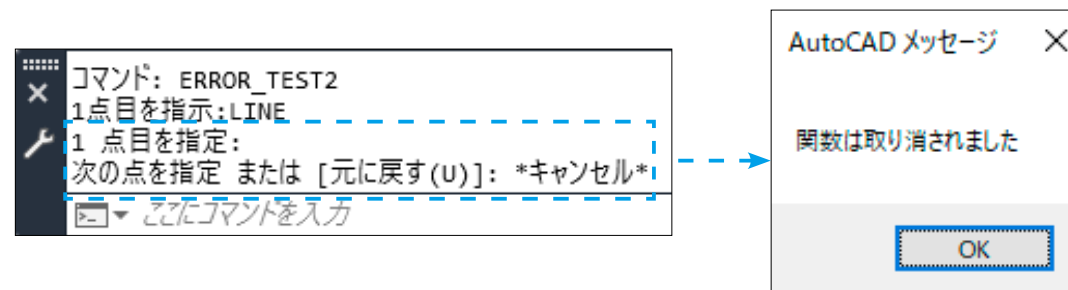 コマンド: ERROR_TEST2
1点目を指示:LINE
1 点目を指定:
次の点を指定 または [元に戻す(U)]: *キャンセル*
ここにコマンドを入力
AutoCAD メッセージ
関数は取り消されました
OK